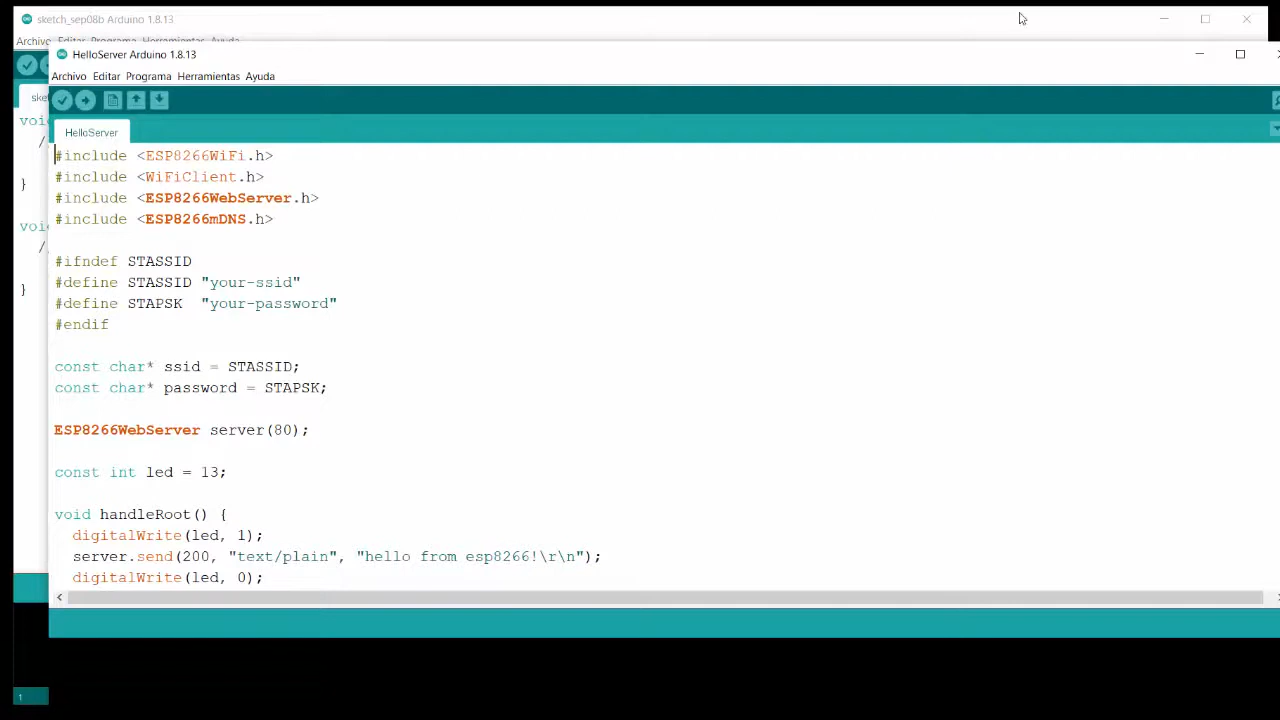 sketch_sep08b Arduino 1.8.13
Archivo Editar Programa Herramientas Ayuda
HelloServer Arduino 1.8.13
Archivo Editar Programa Herramientas Ayuda
HelloServer
#include <ESP8266WiFi.h>
#include <WiFiClient.h>
#include <ESP8266WebServer.h>
#include <ESP8266mDNS.h>
#ifndef STASSID
#define STASSID "your-ssid"
#define STAPSK  "your-password"
#endif
const char* ssid = STASSID;
const char* password = STAPSK;
ESP8266WebServer server(80);
const int led = 13;
void handleRoot() {
  digitalWrite(led, 1);
  server.send(200, "text/plain", "hello from esp8266!\r\n");
  digitalWrite(led, 0);
}
}
1